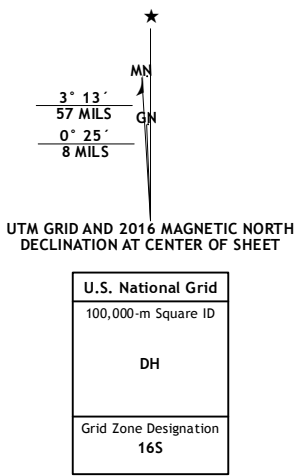 MN
3° 13´
57 MILS
GN
0° 25´
8 MILS
UTM GRID AND 2016 MAGNETIC NORTH
DECLINATION AT CENTER OF SHEET
U.S. National Grid
100,000-m Square ID
DH
Grid Zone Designation
16S